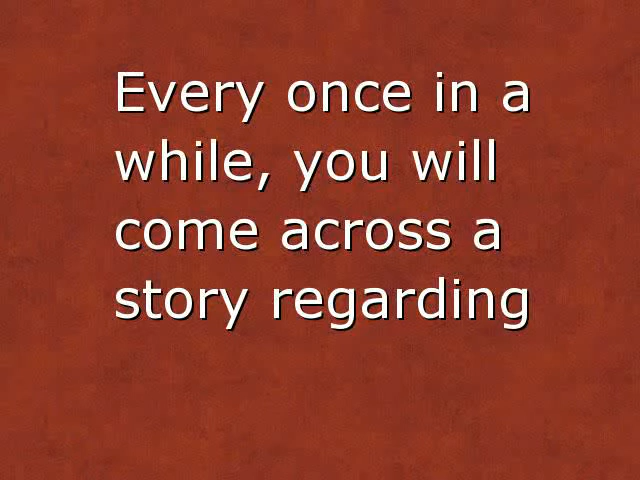 Every once in a
while, you will
come across a
story regarding